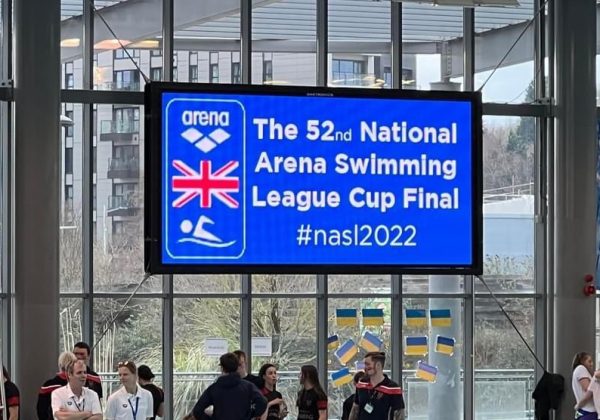 arena
The 52nd National
Arena Swimming
League Cup Final
#nasl2022